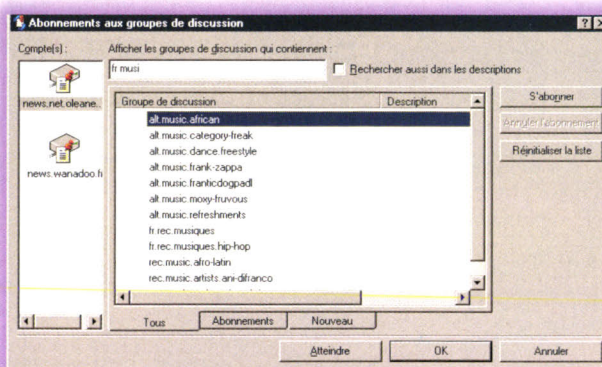 Abonnements aux groupes de discussion
Compte(s) :
Afficher les groupes de discussion qui contiennent :
fr musi
Rechercher aussi dans les descriptions
news.net.oleane.
news.wanadoo.fr
Groupe de discussion Description
alt.music.african
alt.music.category-freak
alt.music.dance.freestyle
alt.music.frank-zappa
alt.music.franticdogpadl
alt.music.moxy-fruvous
alt.music.refreshments
fr.rec.musiques
fr.rec.musiques.hip-hop
rec.music.afro-latin
rec.music.artists.ani-difranco
S'abonner
Annuler l'abonnement
Réinitialiser la liste
Tous Abonnements Nouveau
Atteindre OK Annuler